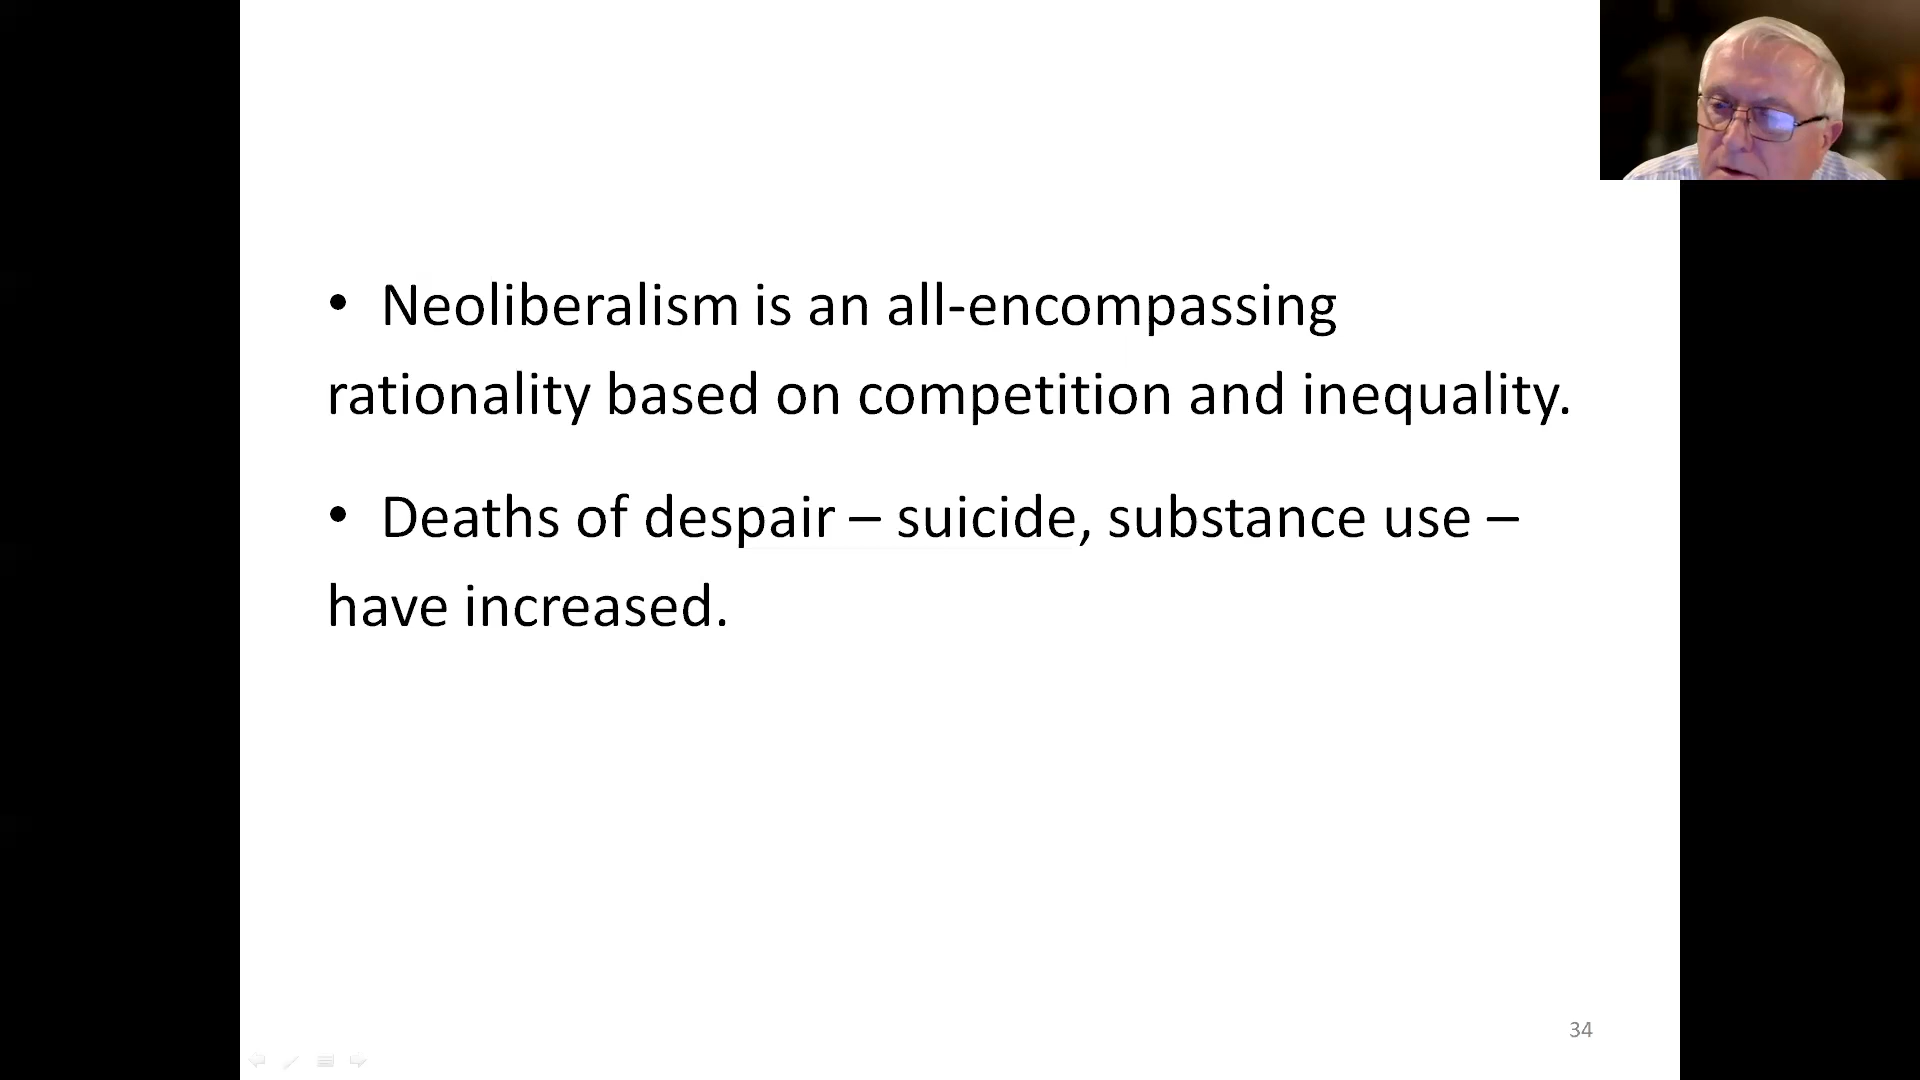 • Neoliberalism is an all-encompassing
rationality based on competition and inequality.
• Deaths of despair – suicide, substance use –
have increased.
34